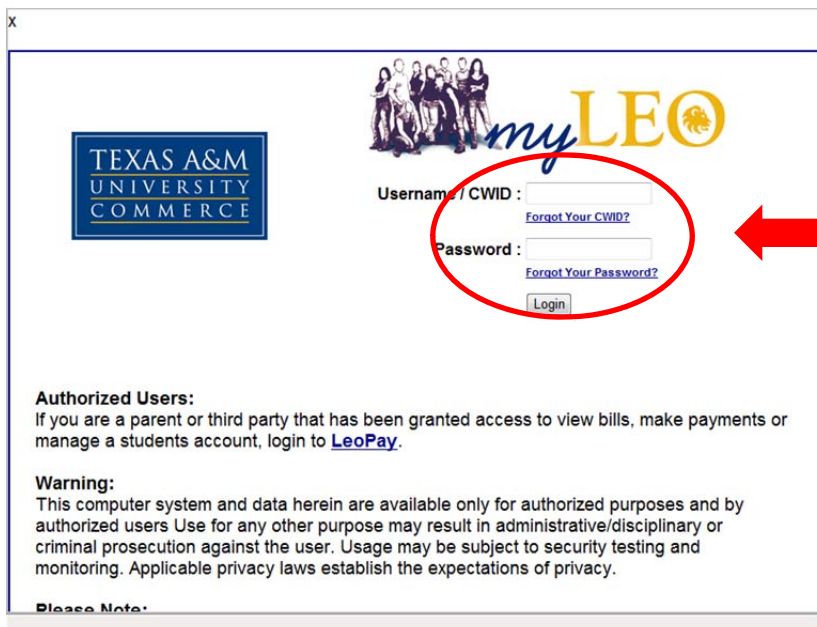 x
myLEO
TEXAS A&M
UNIVERSITY
COMMERCE
Username / CWID :
Forgot Your CWID?
Password :
Forgot Your Password?
Login
Authorized Users:
If you are a parent or third party that has been granted access to view bills, make payments or
manage a students account, login to LeoPay.
Warning:
This computer system and data herein are available only for authorized purposes and by
authorized users Use for any other purpose may result in administrative/disciplinary or
criminal prosecution against the user. Usage may be subject to security testing and
monitoring. Applicable privacy laws establish the expectations of privacy.
Please Note: